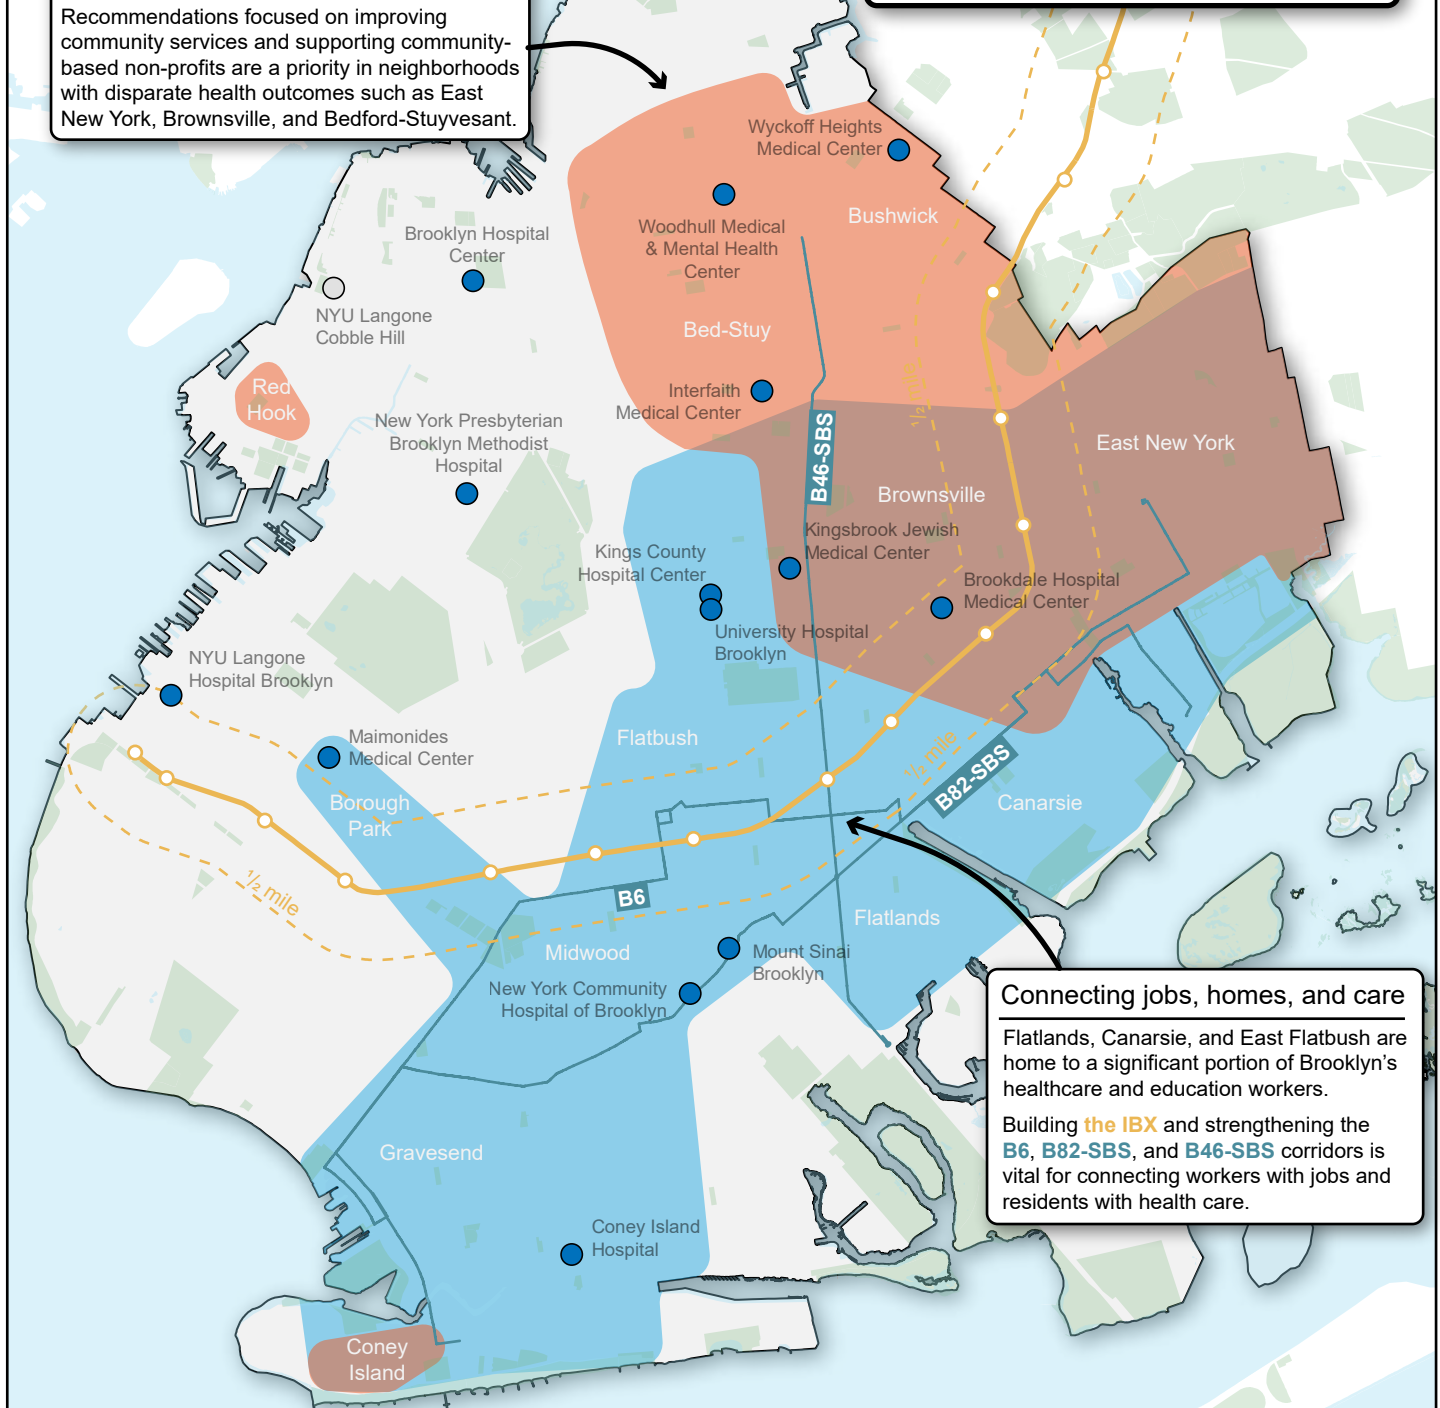 Recommendations focused on improving
community services and supporting community-
based non-profits are a priority in neighborhoods
with disparate health outcomes such as East
New York, Brownsville, and Bedford-Stuyvesant.
Wyckoff Heights
Medical Center
Bushwick
Woodhull Medical
& Mental Health
Center
Brooklyn Hospital
Center
NYU Langone
Cobble Hill
Bed-Stuy
Red
Hook
Interfaith
Medical Center
1/2 mile
New York Presbyterian
Brooklyn Methodist
Hospital
B46-SBS
East New York
Brownsville
Kingsbrook Jewish
Medical Center
Kings County
Hospital Center
Brookdale Hospital
Medical Center
University Hospital
Brooklyn
NYU Langone
Hospital Brooklyn
Maimonides
Medical Center
Flatbush
1/2 mile
B82-SBS
Borough
Park
Canarsie
1/2 mile
B6
Flatlands
Midwood
Mount Sinai
Brooklyn
New York Community
Hospital of Brooklyn
Connecting jobs, homes, and care
Flatlands, Canarsie, and East Flatbush are
home to a significant portion of Brooklyn’s
healthcare and education workers.
Building the IBX and strengthening the
B6, B82-SBS, and B46-SBS corridors is
vital for connecting workers with jobs and
residents with health care.
Gravesend
Coney Island
Hospital
Coney
Island